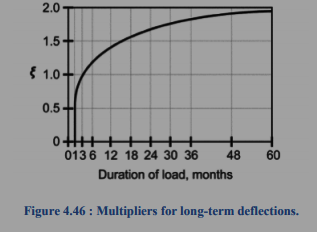 2.0
1.5
ξ 1.0
0.5
0
0 1 3 6 12 18 24 30 36 48 60
Duration of load, months
Figure 4.46 : Multipliers for long-term deflections.